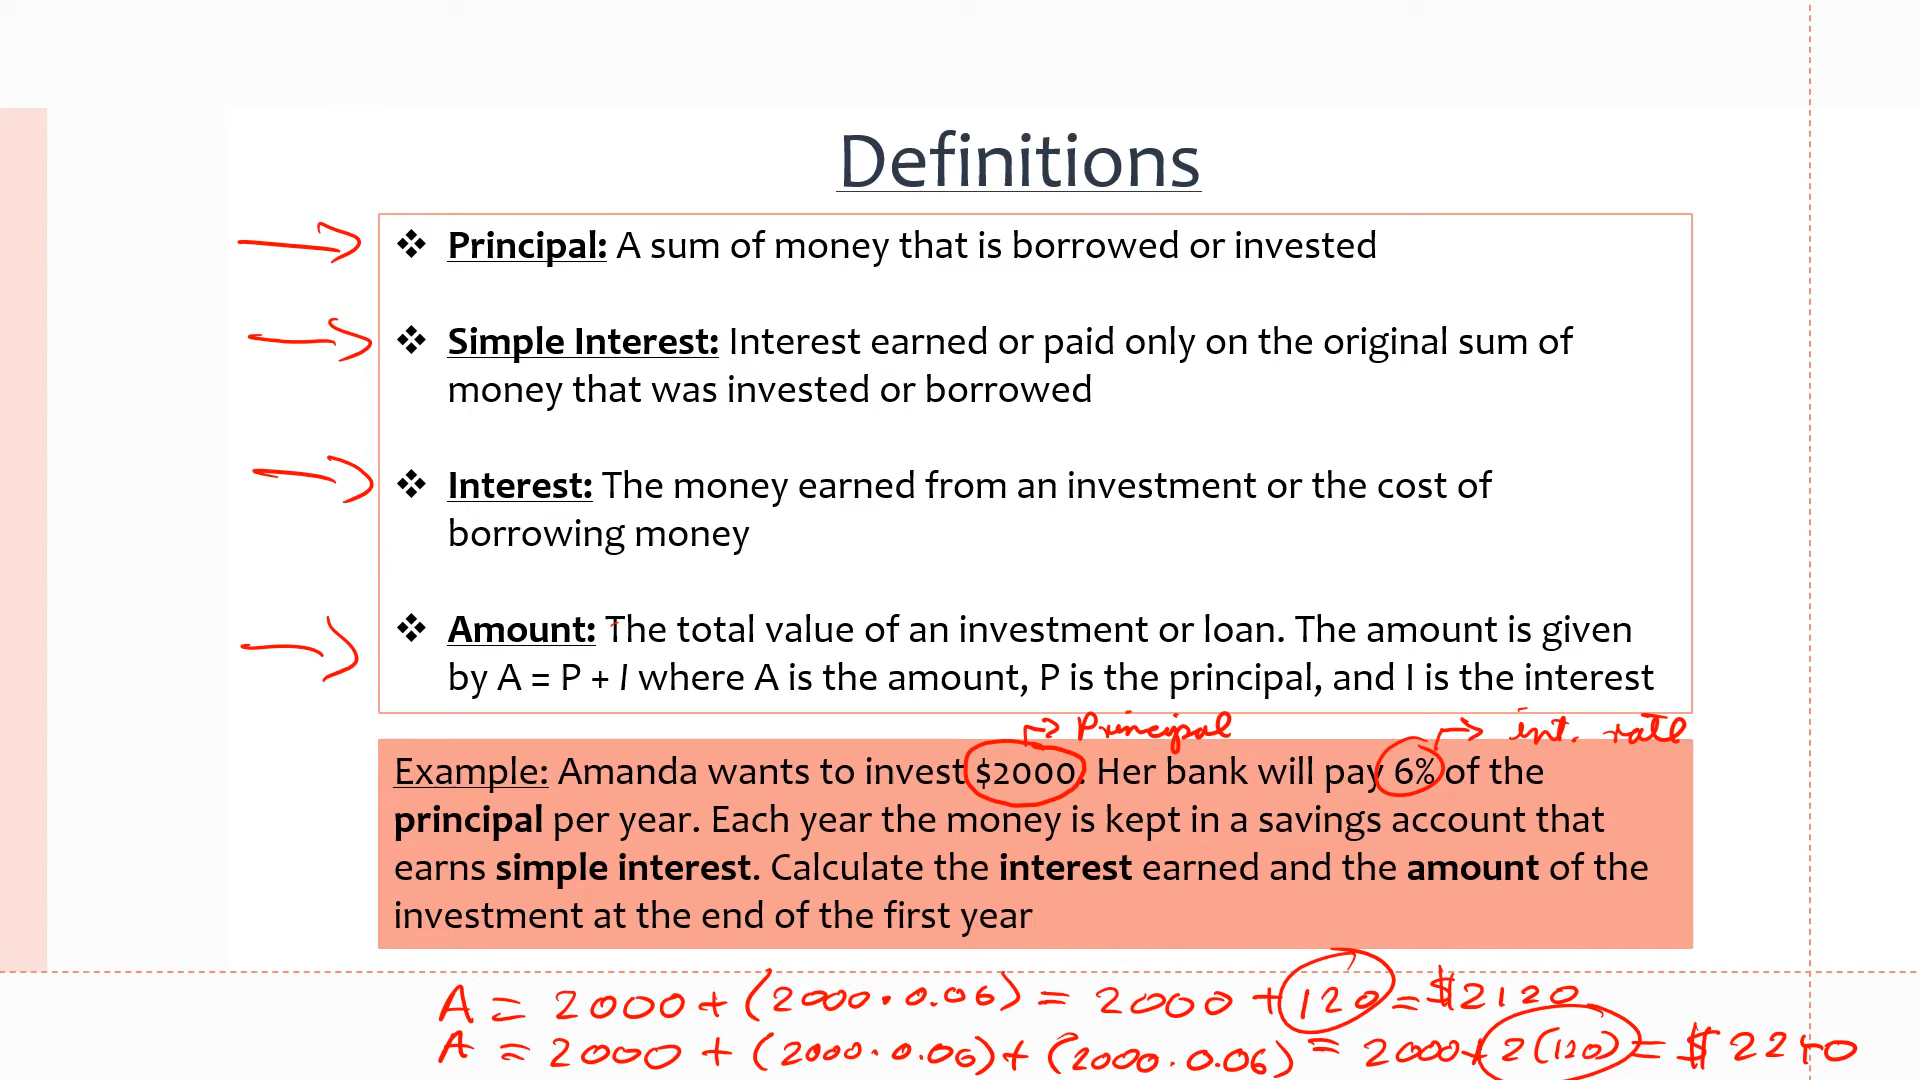 Definitions
❖ Principal: A sum of money that is borrowed or invested
❖ Simple Interest: Interest earned or paid only on the original sum of
money that was invested or borrowed
❖ Interest: The money earned from an investment or the cost of
borrowing money
❖ Amount: The total value of an investment or loan. The amount is given
by A = P + I where A is the amount, P is the principal, and I is the interest
Principal int. rate
Example: Amanda wants to invest $2000. Her bank will pay 6% of the
principal per year. Each year the money is kept in a savings account that
earns simple interest. Calculate the interest earned and the amount of the
investment at the end of the first year
A = 2000 + (2000 · 0.06) = 2000 + 120 = $2120
A = 2000 + (2000 · 0.06) + (2000 · 0.06) = 2000 + 2(120) = $2240